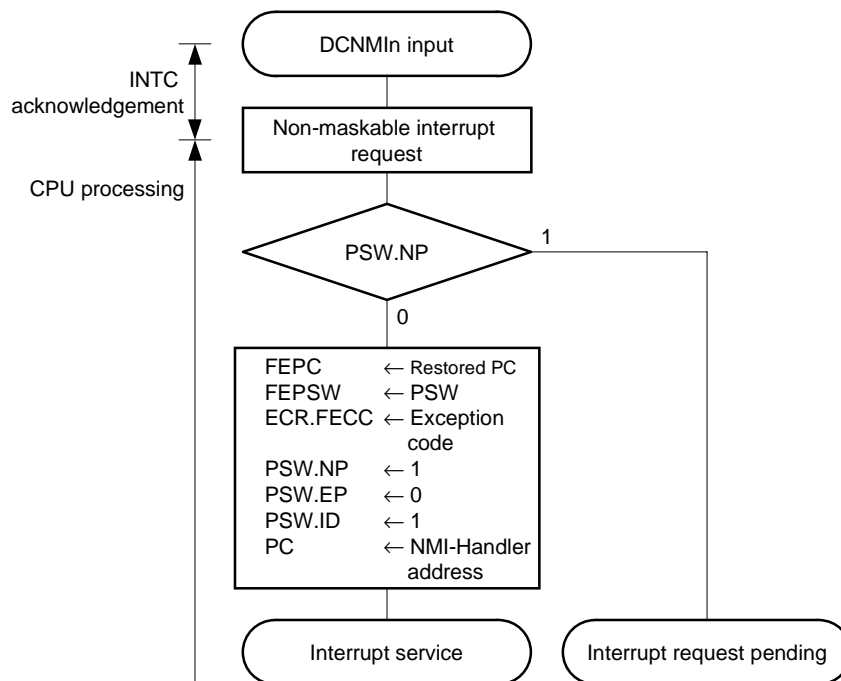 DCNMIn input
INTC
acknowledgement
Non-maskable interrupt
request
CPU processing
PSW.NP
1
0
FEPC ← Restored PC
FEPSW ← PSW
ECR.FECC ← Exception
code
PSW.NP ← 1
PSW.EP ← 0
PSW.ID ← 1
PC ← NMI-Handler
address
Interrupt service
Interrupt request pending